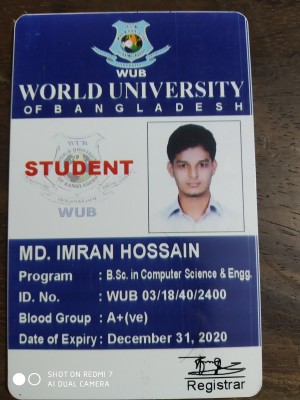 WUB
WORLD UNIVERSITY
OF BANGLADESH
STUDENT
WUB
MD. IMRAN HOSSAIN
Program : B.Sc. in Computer Science & Engg.
ID. No. : WUB 03/18/40/2400
Blood Group : A+(ve)
Date of Expiry : December 31, 2020
Registrar
SHOT ON REDMI 7
AI DUAL CAMERA